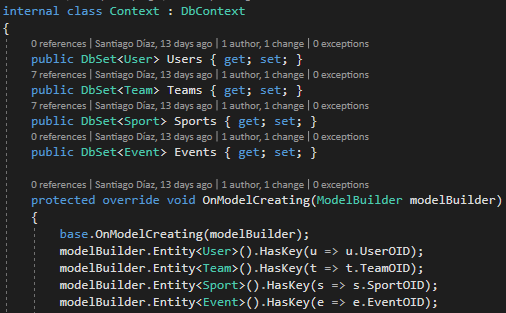 internal class Context : DbContext
{
0 references | Santiago Díaz, 13 days ago | 1 author, 1 change | 0 exceptions
public DbSet<User> Users { get; set; }
7 references | Santiago Díaz, 13 days ago | 1 author, 1 change | 0 exceptions
public DbSet<Team> Teams { get; set; }
7 references | Santiago Díaz, 13 days ago | 1 author, 1 change | 0 exceptions
public DbSet<Sport> Sports { get; set; }
0 references | Santiago Díaz, 13 days ago | 1 author, 1 change | 0 exceptions
public DbSet<Event> Events { get; set; }
0 references | Santiago Díaz, 13 days ago | 1 author, 1 change | 0 exceptions
protected override void OnModelCreating(ModelBuilder modelBuilder)
{
base.OnModelCreating(modelBuilder);
modelBuilder.Entity<User>().HasKey(u => u.UserOID);
modelBuilder.Entity<Team>().HasKey(t => t.TeamOID);
modelBuilder.Entity<Sport>().HasKey(s => s.SportOID);
modelBuilder.Entity<Event>().HasKey(e => e.EventOID);